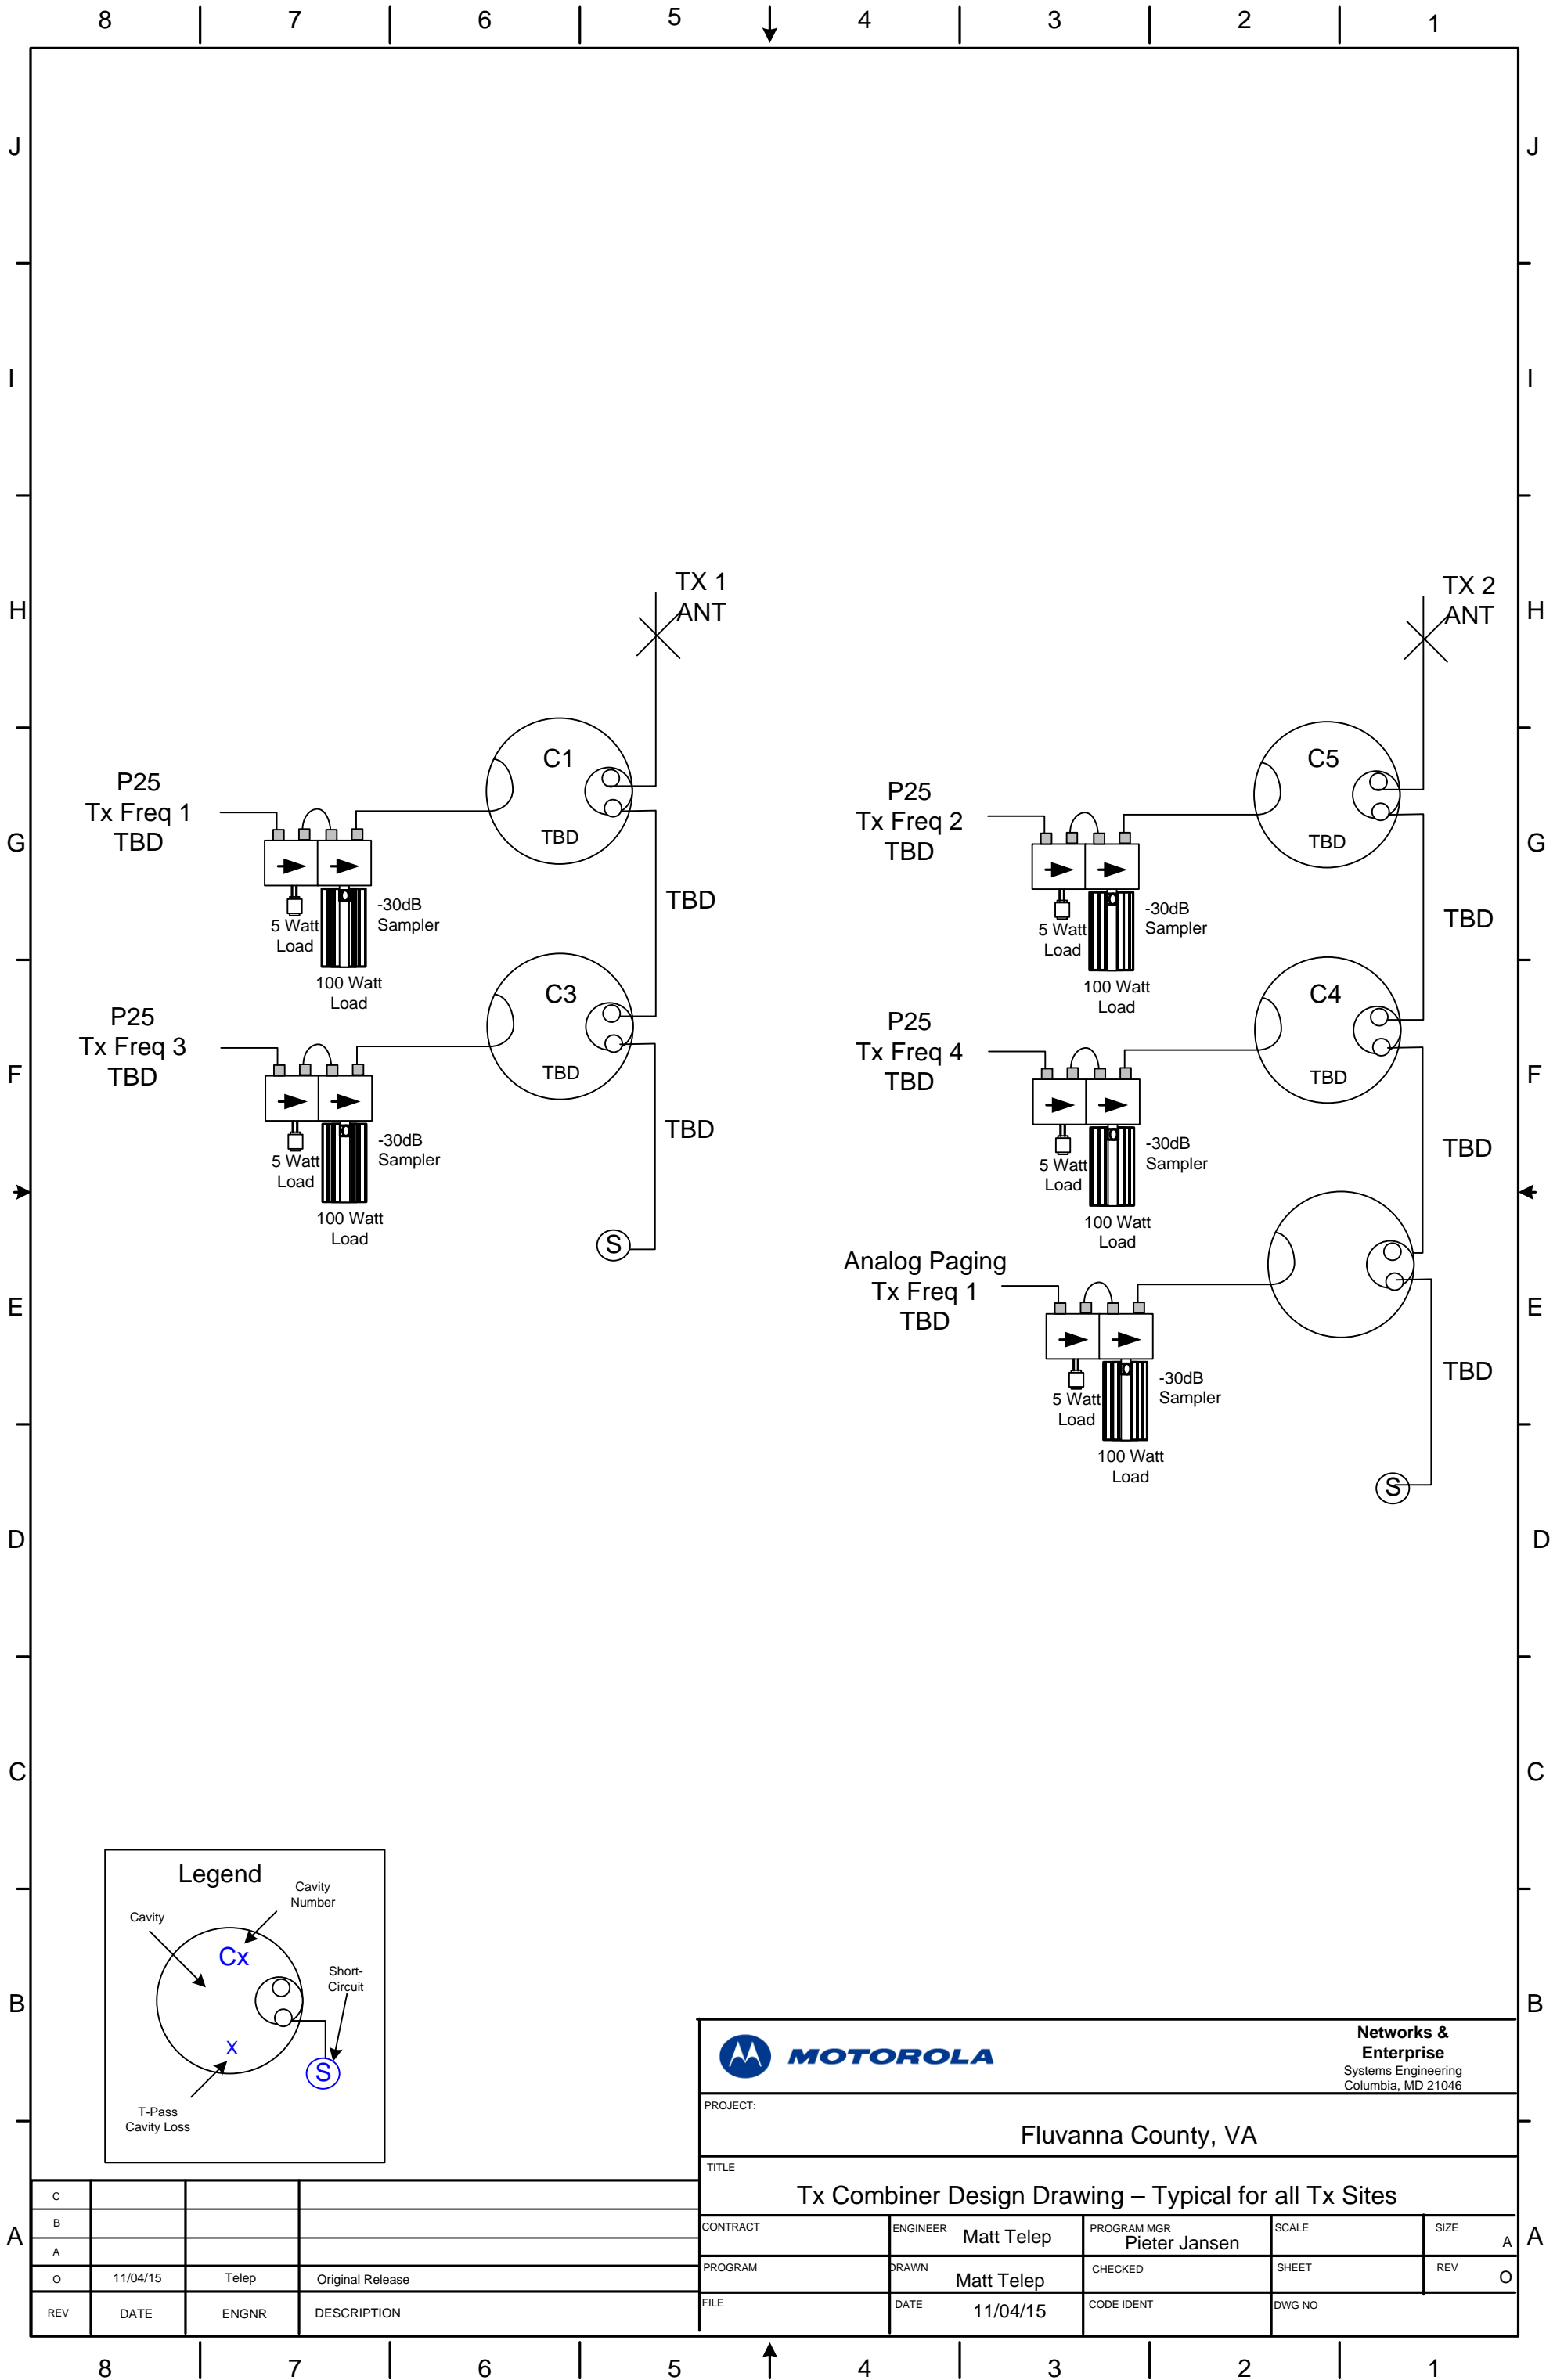 8 7 6 5 4 3 2 1
J J
I I
H H
G G
F F
E E
D D
C C
B B
A A
TX 1
ANT
C1
TBD
P25
Tx Freq 1
TBD
5 Watt
Load
-30dB
Sampler
100 Watt
Load
TBD
C3
TBD
P25
Tx Freq 3
TBD
5 Watt
Load
-30dB
Sampler
100 Watt
Load
TBD
S
TX 2
ANT
C5
TBD
P25
Tx Freq 2
TBD
5 Watt
Load
-30dB
Sampler
100 Watt
Load
TBD
C4
TBD
P25
Tx Freq 4
TBD
5 Watt
Load
-30dB
Sampler
100 Watt
Load
TBD
Analog Paging
Tx Freq 1
TBD
5 Watt
Load
-30dB
Sampler
100 Watt
Load
TBD
S
Legend
Cavity
Number
Cavity
Cx
Short-
Circuit
X
S
T-Pass
Cavity Loss
MOTOROLA
Networks &
Enterprise
Systems Engineering
Columbia, MD 21046
PROJECT:
Fluvanna County, VA
TITLE
Tx Combiner Design Drawing – Typical for all Tx Sites
CONTRACT
ENGINEER Matt Telep
PROGRAM MGR
Pieter Jansen
SCALE
SIZE A
PROGRAM
DRAWN Matt Telep
CHECKED
SHEET
REV O
FILE
DATE 11/04/15
CODE IDENT
DWG NO
C
B
A
O 11/04/15 Telep Original Release
REV DATE ENGNR DESCRIPTION
8 7 6 5 4 3 2 1